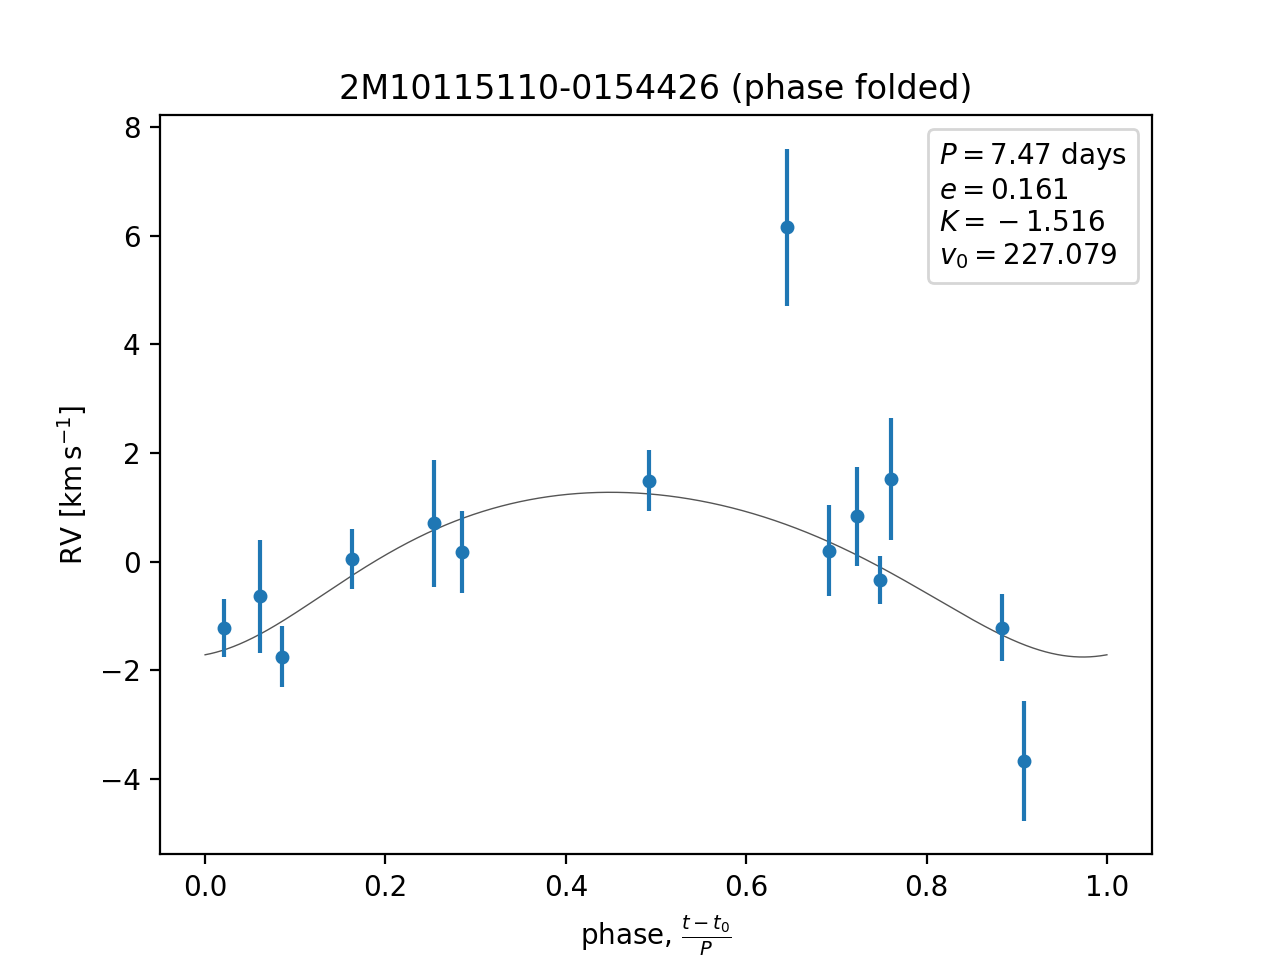 2M10115110-0154426 (phase folded)
P = 7.47 days
e = 0.161
K = −1.516
v₀ = 227.079
8
6
4
2
0
−2
−4
RV [km s⁻¹]
0.0 0.2 0.4 0.6 0.8 1.0
phase, (t − t₀)/P